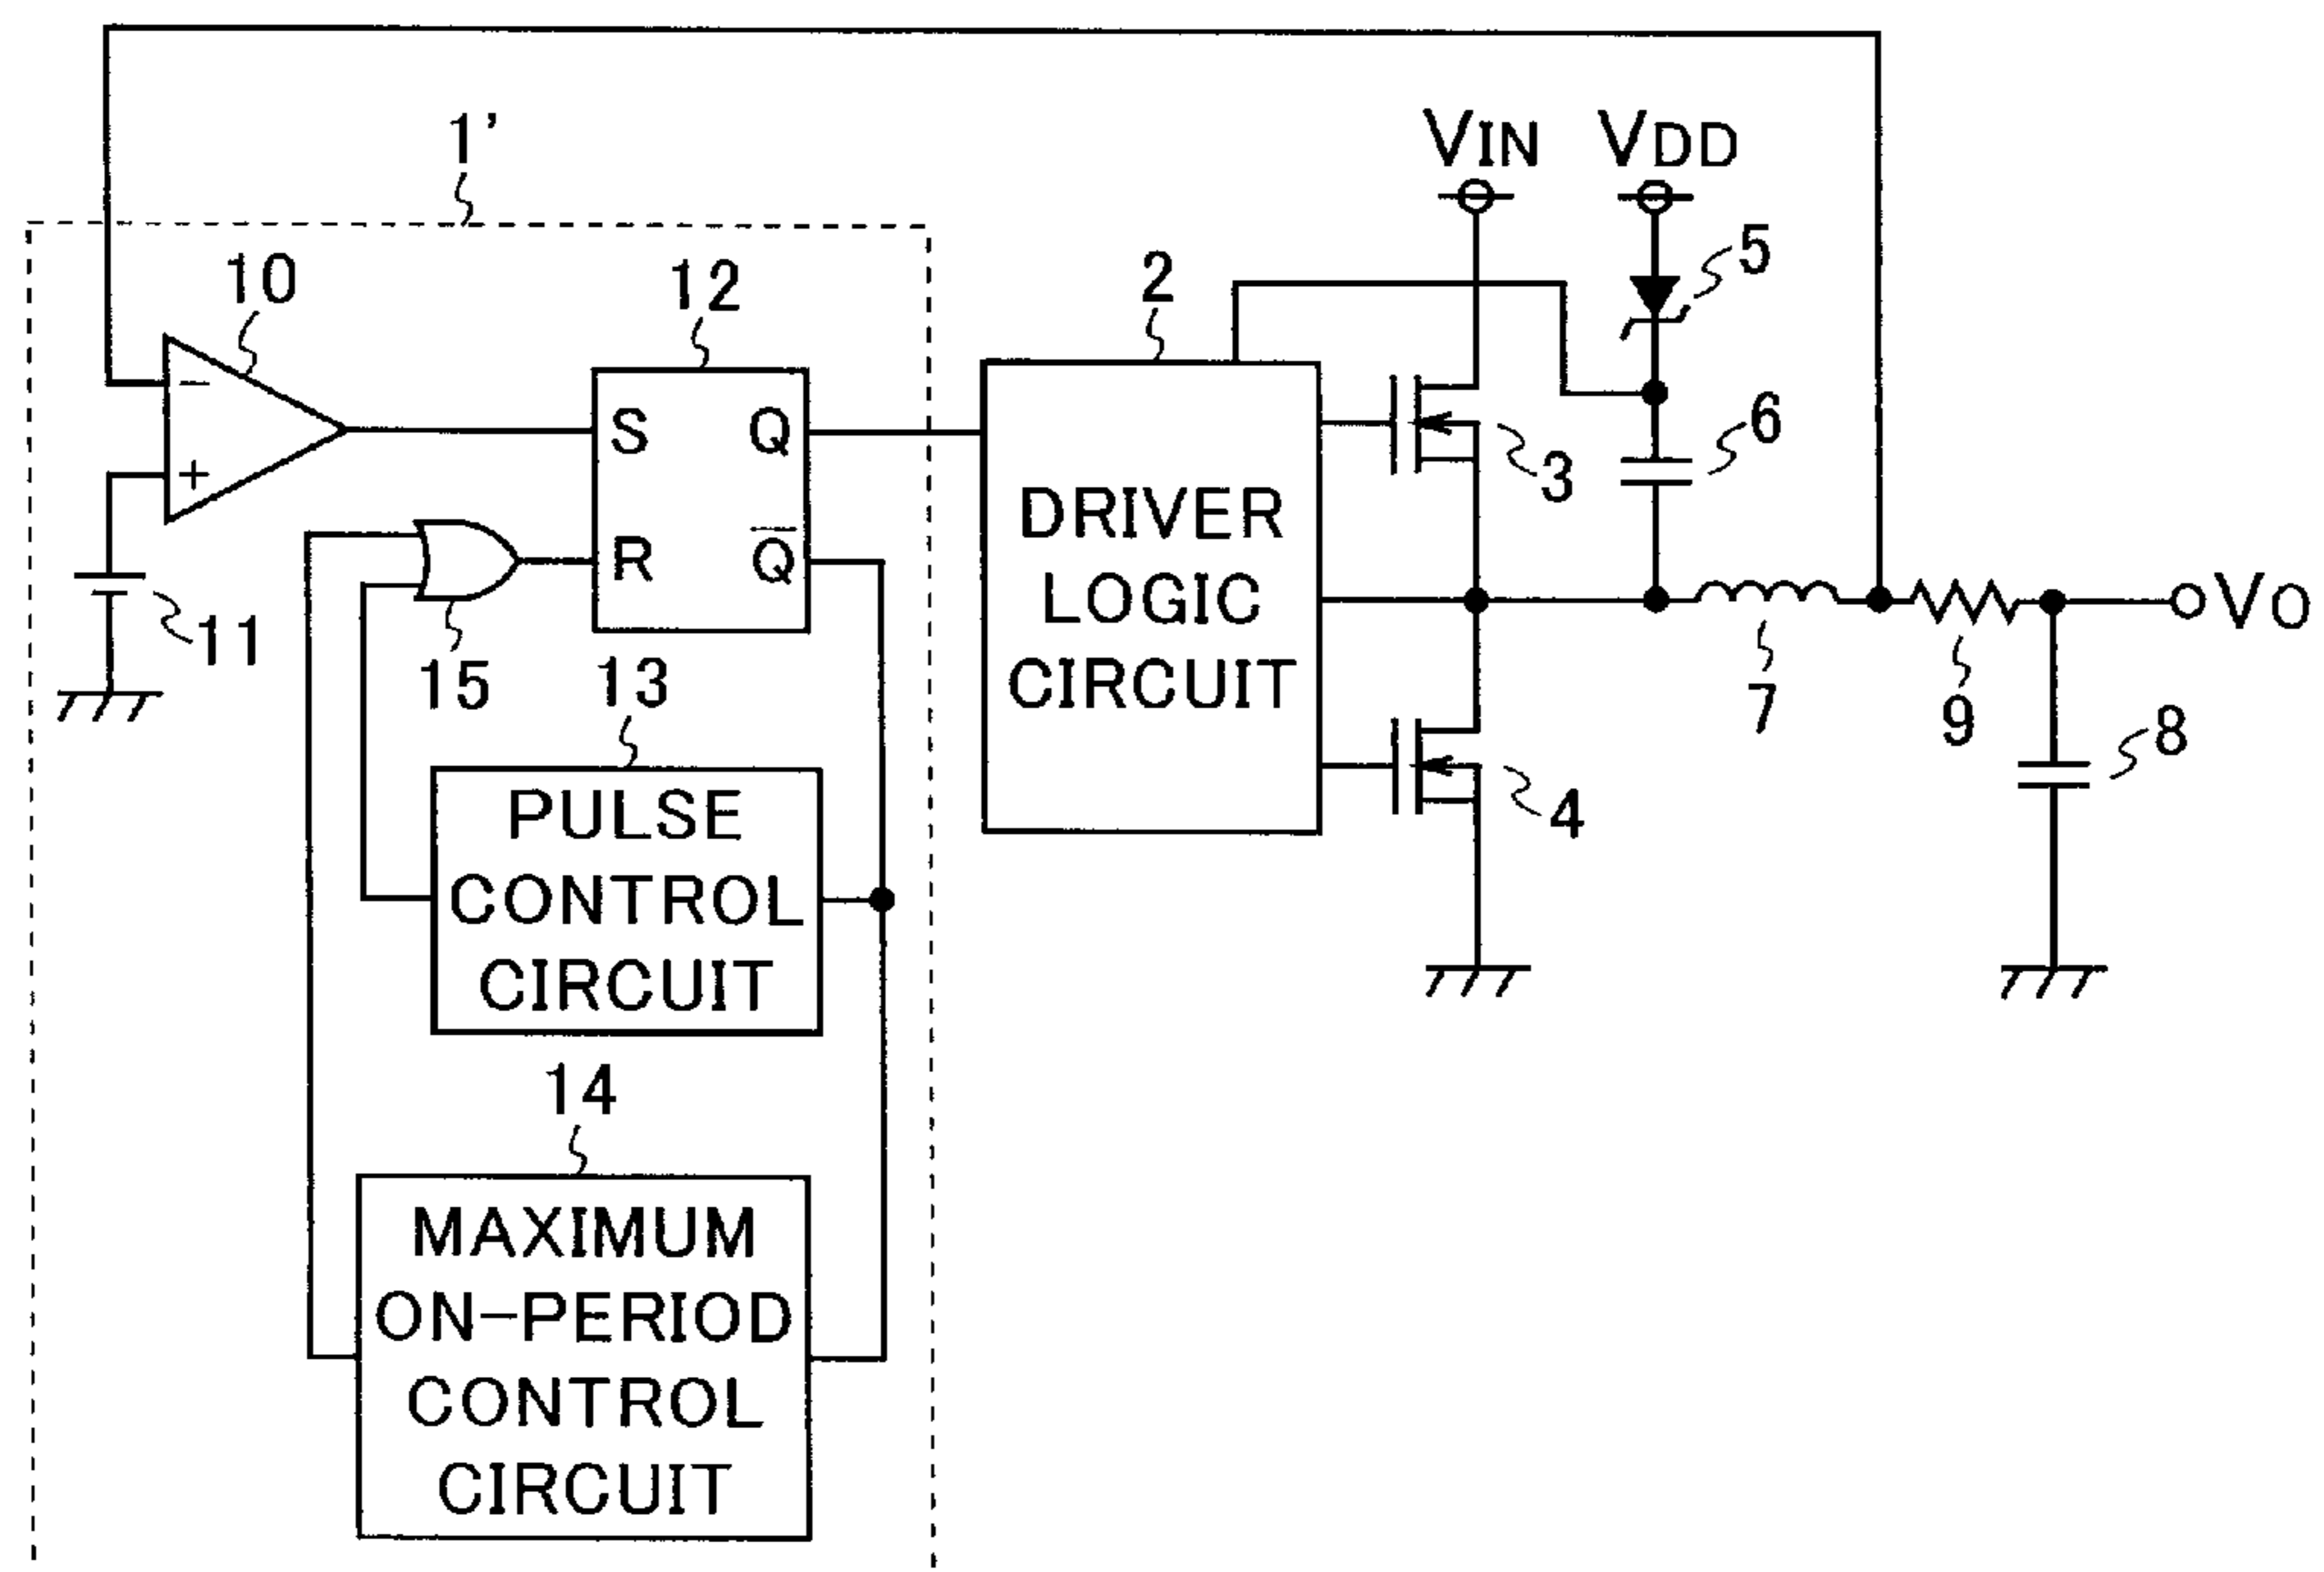 1'
VIN VDD
10
12
2
5
S Q
6
3
DRIVER
LOGIC
CIRCUIT
R Q̅
VO
11
15
13
7
9
8
4
PULSE
CONTROL
CIRCUIT
14
MAXIMUM
ON-PERIOD
CONTROL
CIRCUIT
−
+